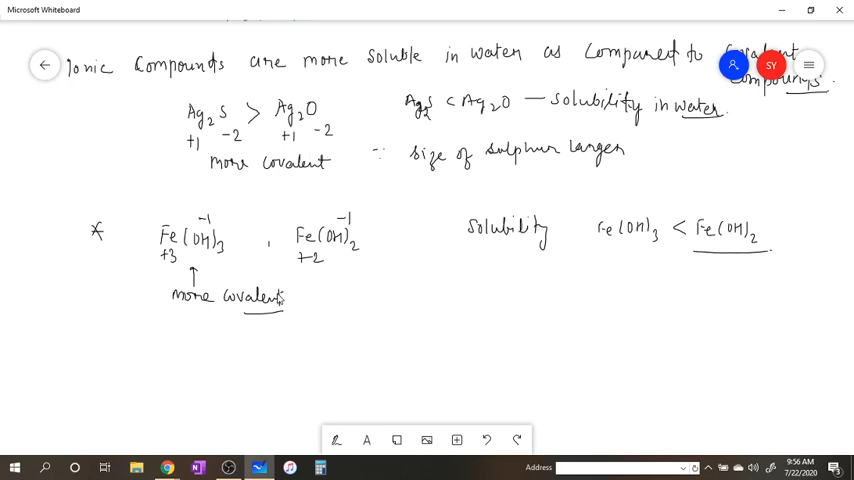 Microsoft Whiteboard
Ionic Compounds are more soluble in water as compared to covalent
SY
compounds.
Ag2S > Ag2O
Ag2S < Ag2O — solubility in water.
+1 -2 +1 -2
more covalent
∵ size of sulphur larger
* Fe(OH)3 , Fe(OH)2
-1 -1
+3 +2
Solubility Fe(OH)3 < Fe(OH)2
↑
more covalent
Address
9:56 AM
7/22/2020
3